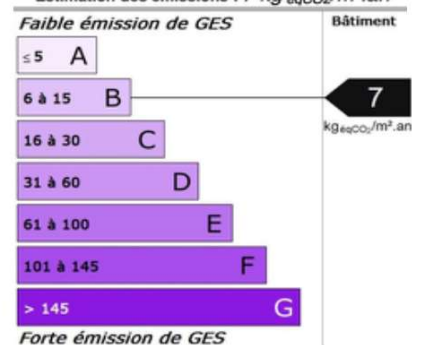 Faible émission de GES
Bâtiment
≤ 5 A
6 à 15 B
7
kgéqCO₂/m².an
16 à 30 C
31 à 60 D
61 à 100 E
101 à 145 F
> 145 G
Forte émission de GES